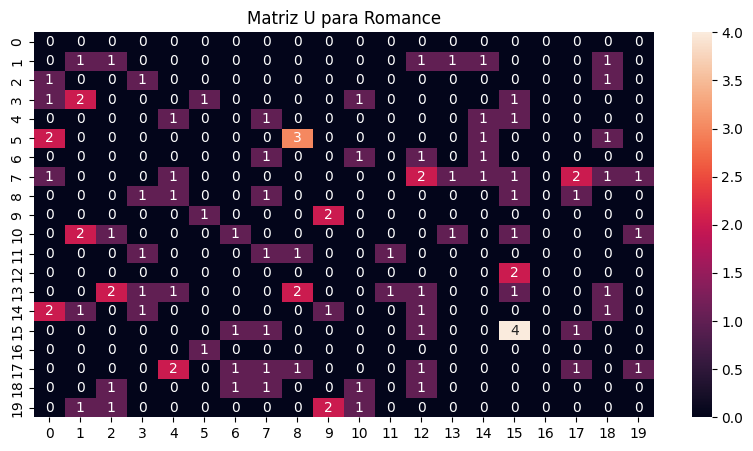 Matriz U para Romance
0 0 0 0 0 0 0 0 0 0 0 0 0 0 0 0 0 0 0 0 0
1 0 1 1 0 0 0 0 0 0 0 0 0 1 1 1 0 0 0 1 0
2 1 0 0 1 0 0 0 0 0 0 0 0 0 0 0 0 0 0 1 0
3 1 2 0 0 0 1 0 0 0 0 1 0 0 0 0 1 0 0 0 0
4 0 0 0 0 1 0 0 1 0 0 0 0 0 0 1 1 0 0 0 0
5 2 0 0 0 0 0 0 0 3 0 0 0 0 0 1 0 0 0 1 0
6 0 0 0 0 0 0 0 1 0 0 1 0 1 0 1 0 0 0 0 0
7 1 0 0 0 1 0 0 0 0 0 0 0 2 1 1 1 0 2 1 1
8 0 0 0 1 1 0 0 1 0 0 0 0 0 0 0 1 0 1 0 0
9 0 0 0 0 0 1 0 0 0 2 0 0 0 0 0 0 0 0 0 0
10 0 2 1 0 0 0 1 0 0 0 0 0 0 1 0 1 0 0 0 1
11 0 0 0 1 0 0 0 1 1 0 0 1 0 0 0 0 0 0 0 0
12 0 0 0 0 0 0 0 0 0 0 0 0 0 0 0 2 0 0 0 0
13 0 0 2 1 1 0 0 0 2 0 0 1 1 0 0 1 0 0 1 0
14 2 1 0 1 0 0 0 0 0 1 0 0 1 0 0 0 0 0 1 0
15 0 0 0 0 0 0 1 1 0 0 0 0 1 0 0 4 0 1 0 0
16 0 0 0 0 0 1 0 0 0 0 0 0 0 0 0 0 0 0 0 0
17 0 0 0 0 2 0 1 1 1 0 0 0 1 0 0 0 0 1 0 1
18 0 0 1 0 0 0 1 1 0 0 1 0 1 0 0 0 0 0 0 0
19 0 1 1 0 0 0 0 0 0 2 1 0 0 0 0 0 0 0 0 0
0 1 2 3 4 5 6 7 8 9 10 11 12 13 14 15 16 17 18 19
4.0
3.5
3.0
2.5
2.0
1.5
1.0
0.5
0.0